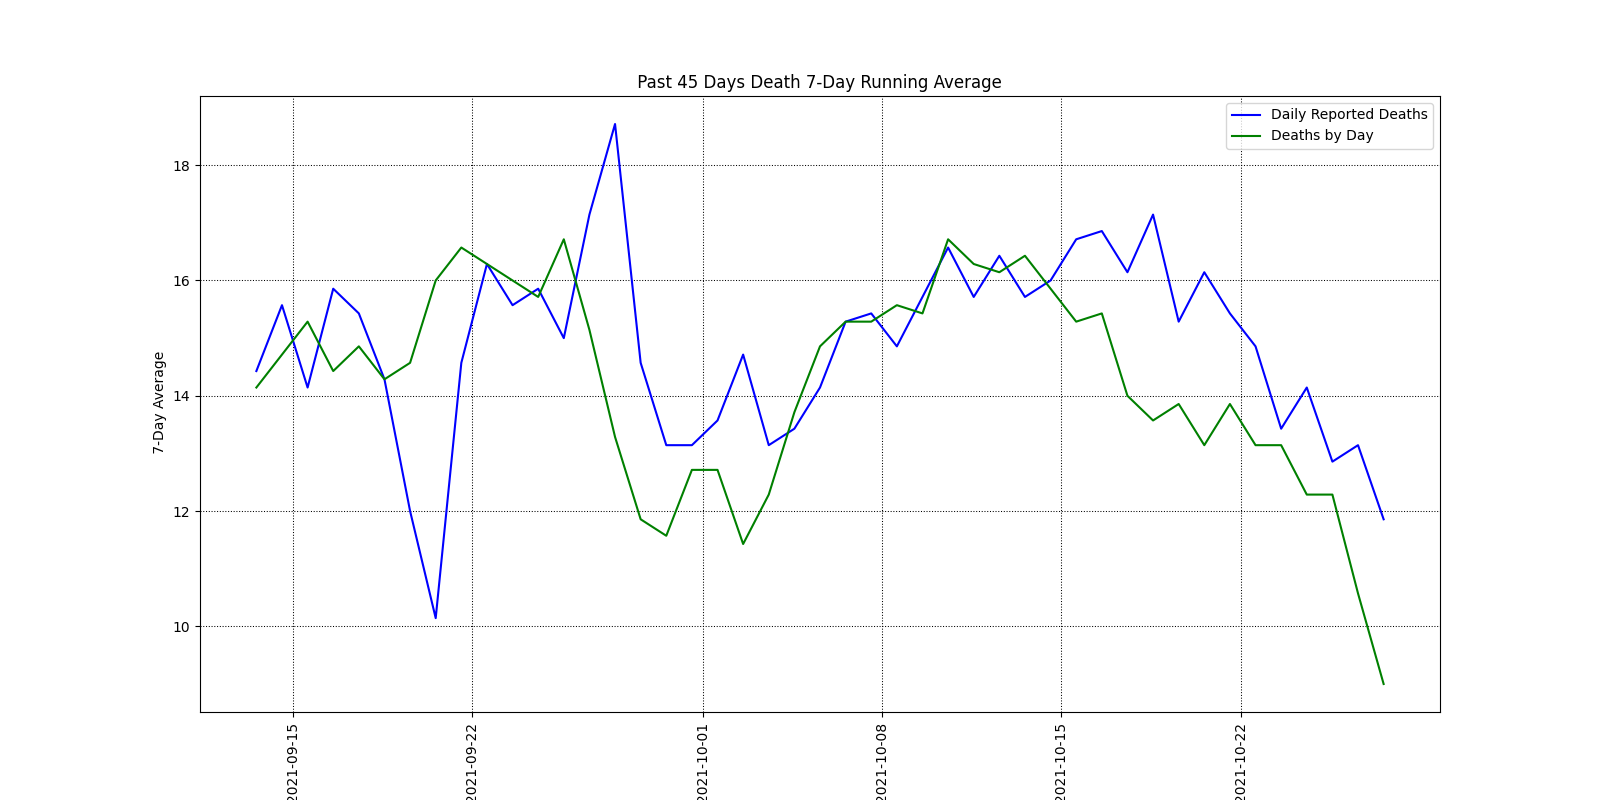 Past 45 Days Death 7-Day Running Average
Daily Reported Deaths
Deaths by Day
7-Day Average
18
16
14
12
10
2021-09-15
2021-09-22
2021-10-01
2021-10-08
2021-10-15
2021-10-22